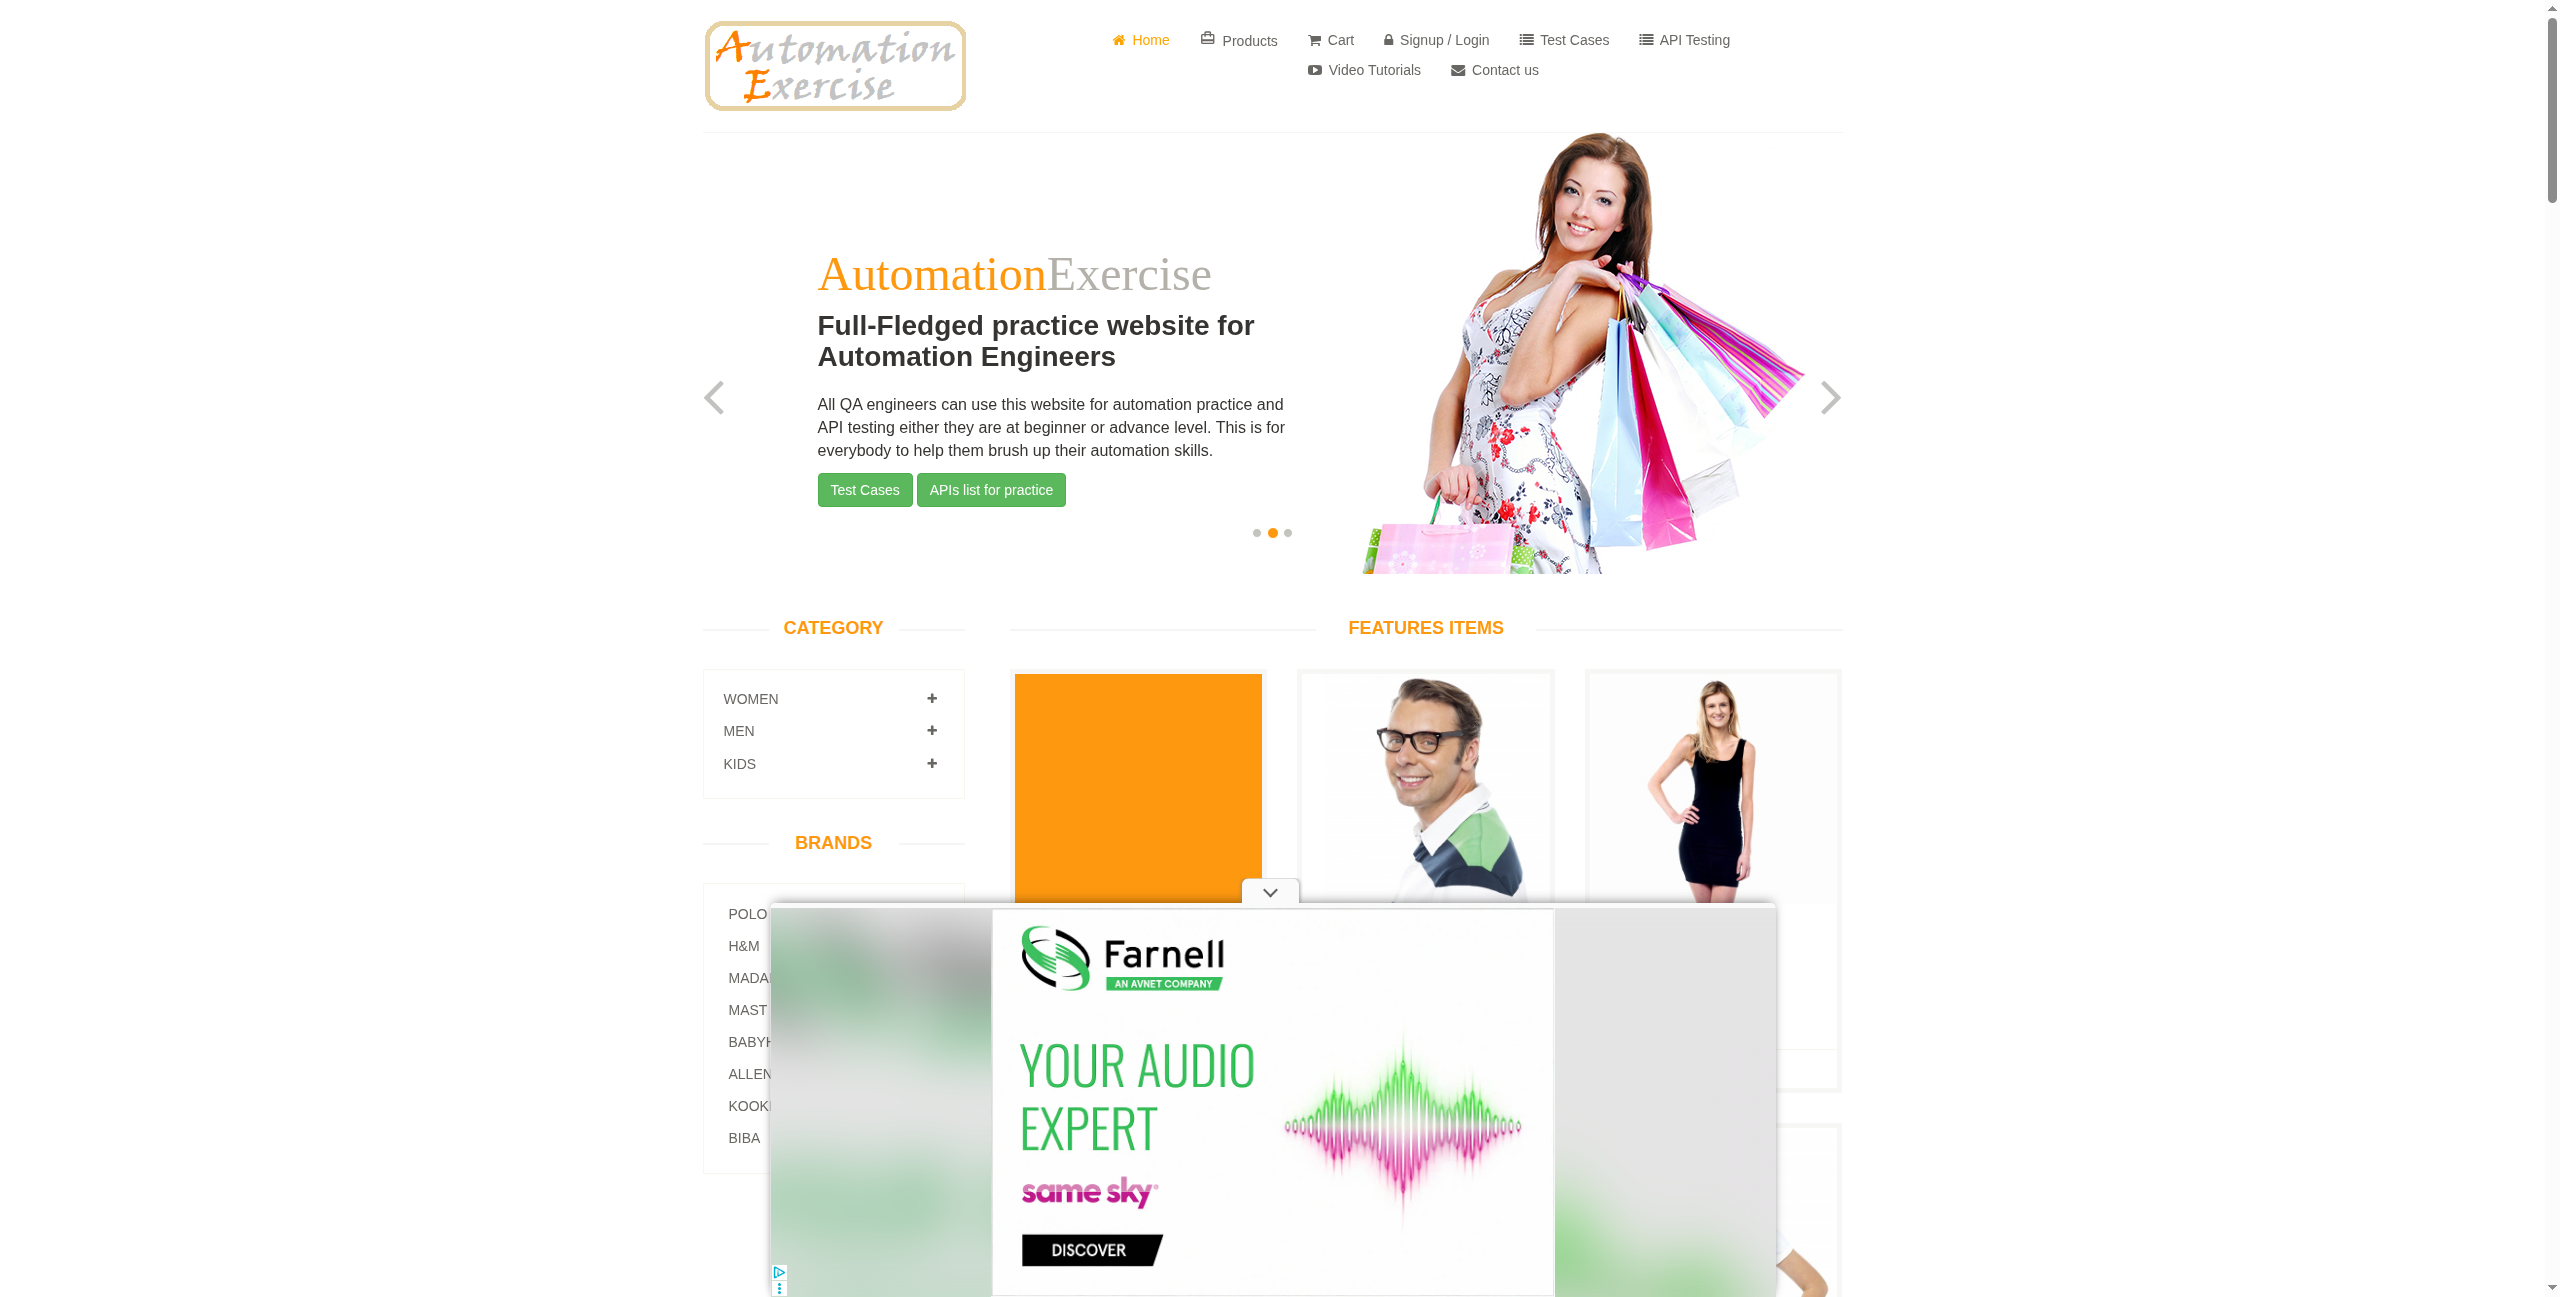 Automation
Exercise
Home
Products
Cart
Signup / Login
Test Cases
API Testing
Video Tutorials
Contact us
AutomationExercise
Full-Fledged practice website for
Automation Engineers
All QA engineers can use this website for automation practice and
API testing either they are at beginner or advance level. This is for
everybody to help them brush up their automation skills.
Test Cases
APIs list for practice
CATEGORY
WOMEN
MEN
KIDS
BRANDS
POLO
H&M
MAST
BIBA
FEATURES ITEMS
Farnell
AN AVNET COMPANY
YOUR AUDIO
EXPERT
same sky
DISCOVER